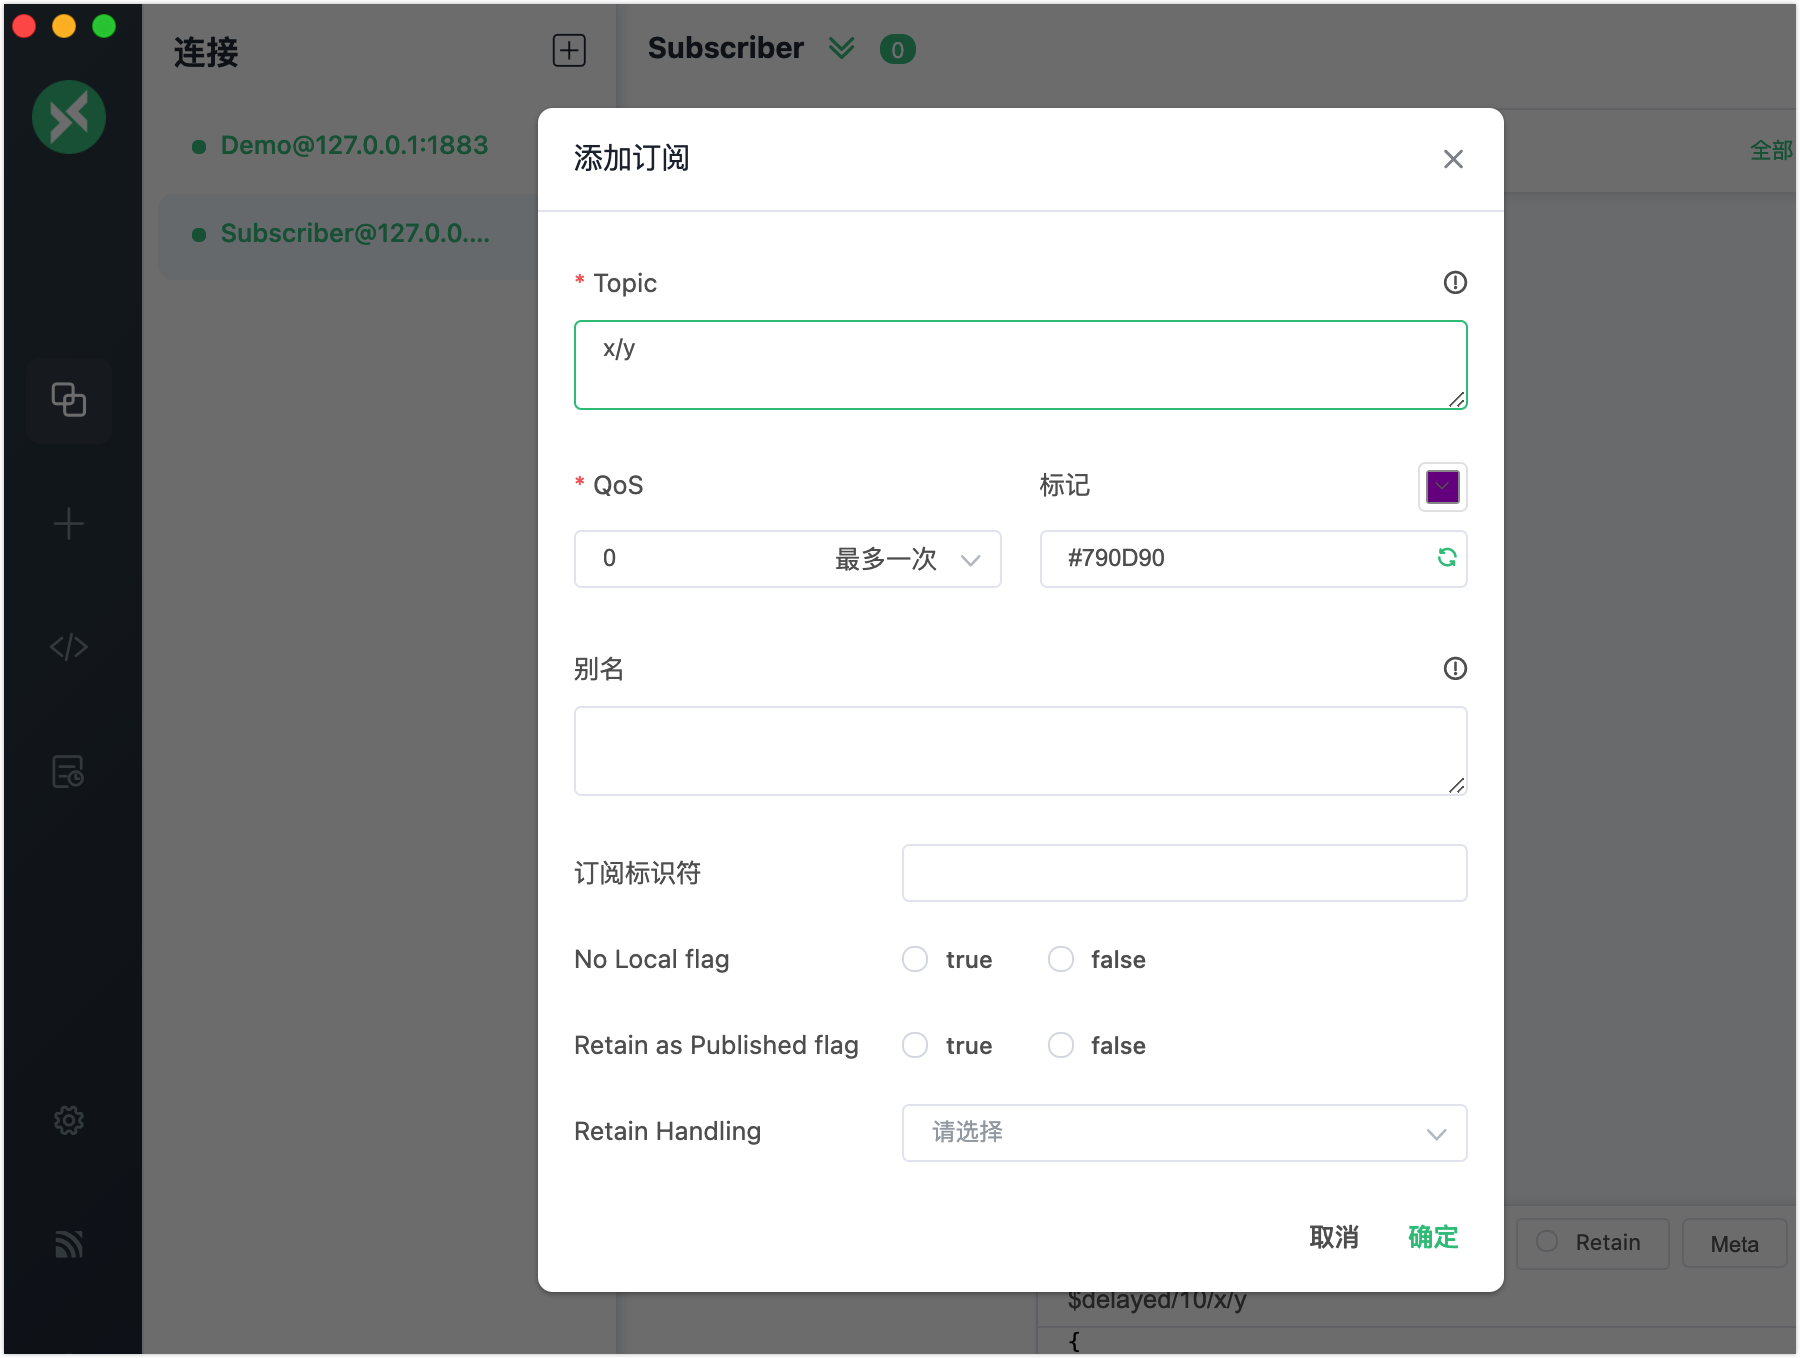 连接
Subscriber 0
Demo@127.0.0.1:1883
Subscriber@127.0.0....
全部
添加订阅
* Topic
x/y
* QoS
标记
0 最多一次
#790D90
别名
订阅标识符
No Local flag true false
Retain as Published flag true false
Retain Handling 请选择
取消 确定
Retain Meta
$delayed/10/x/y
{